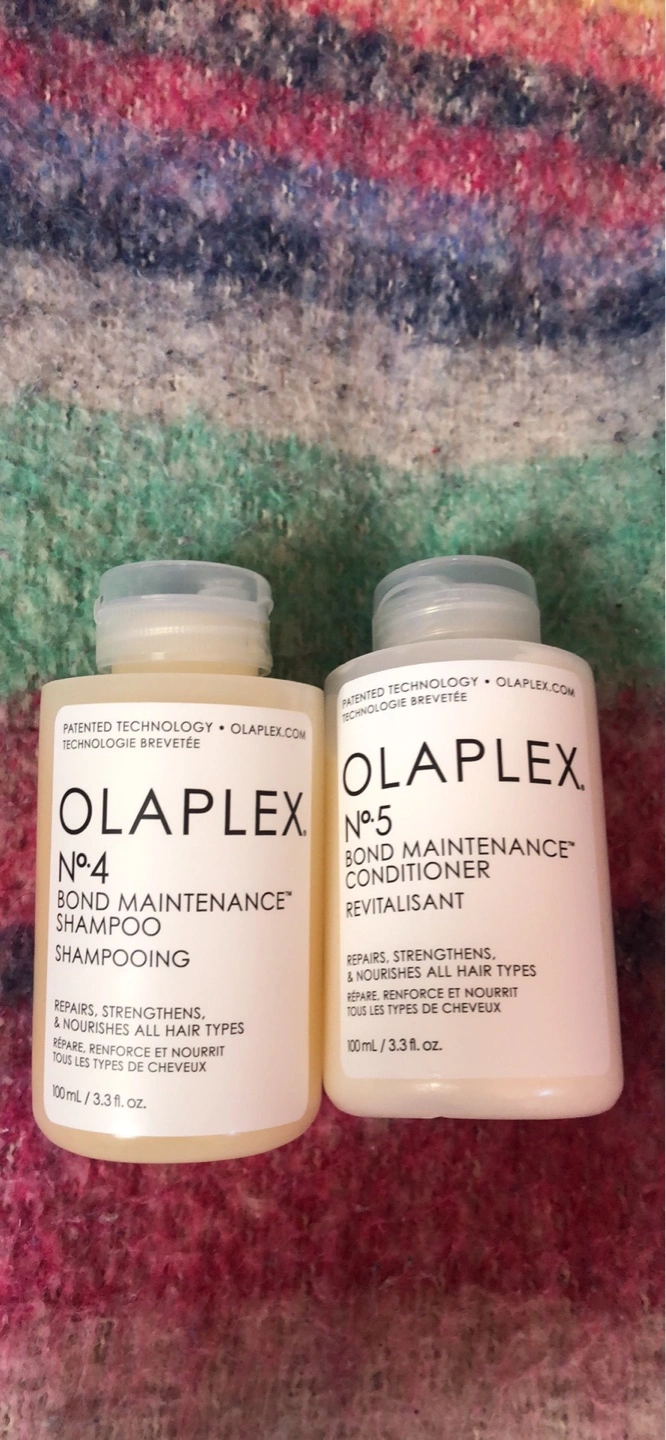 PATENTED TECHNOLOGY • OLAPLEX.COM
TECHNOLOGIE BREVETÉE
OLAPLEX.
Nº.4
BOND MAINTENANCE™
SHAMPOO
SHAMPOOING
REPAIRS, STRENGTHENS,
& NOURISHES ALL HAIR TYPES
RÉPARE, RENFORCE ET NOURRIT
TOUS LES TYPES DE CHEVEUX
100 mL / 3.3 fl. oz.
PATENTED TECHNOLOGY • OLAPLEX.COM
TECHNOLOGIE BREVETÉE
OLAPLEX.
Nº.5
BOND MAINTENANCE™
CONDITIONER
REVITALISANT
REPAIRS, STRENGTHENS,
& NOURISHES ALL HAIR TYPES
RÉPARE, RENFORCE ET NOURRIT
TOUS LES TYPES DE CHEVEUX
100 mL / 3.3 fl. oz.